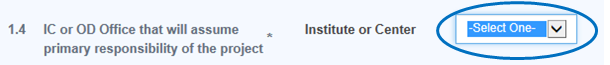 1.4 IC or OD Office that will assume * Institute or Center -Select One-
primary responsibility of the project